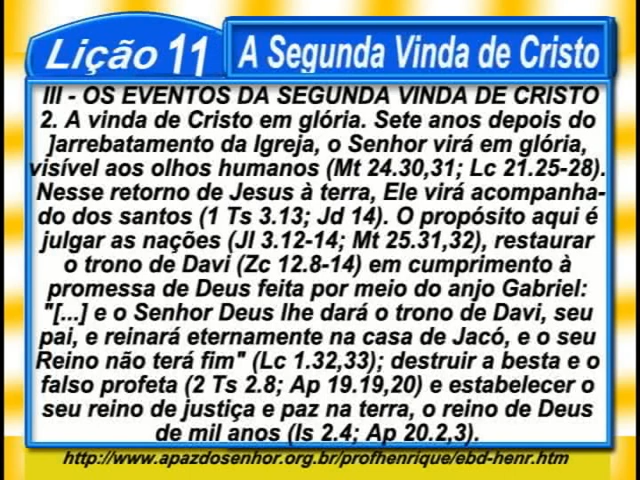 Lição 11
A Segunda Vinda de Cristo
III - OS EVENTOS DA SEGUNDA VINDA DE CRISTO
2. A vinda de Cristo em glória. Sete anos depois do
]arrebatamento da Igreja, o Senhor virá em glória,
visível aos olhos humanos (Mt 24.30,31; Lc 21.25-28).
Nesse retorno de Jesus à terra, Ele virá acompanha-
do dos santos (1 Ts 3.13; Jd 14). O propósito aqui é
julgar as nações (Jl 3.12-14; Mt 25.31,32), restaurar
o trono de Davi (Zc 12.8-14) em cumprimento à
promessa de Deus feita por meio do anjo Gabriel:
"[...] e o Senhor Deus lhe dará o trono de Davi, seu
pai, e reinará eternamente na casa de Jacó, e o seu
Reino não terá fim" (Lc 1.32,33); destruir a besta e o
falso profeta (2 Ts 2.8; Ap 19.19,20) e estabelecer o
seu reino de justiça e paz na terra, o reino de Deus
de mil anos (Is 2.4; Ap 20.2,3).
http://www.apazdosenhor.org.br/profhenrique/ebd-henr.htm